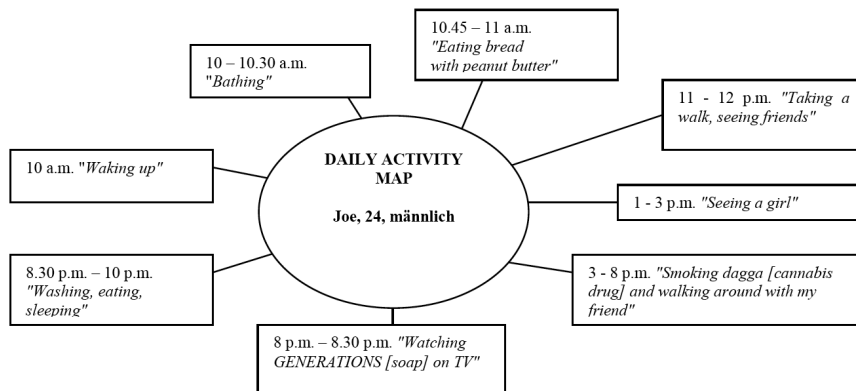 DAILY ACTIVITY
MAP
Joe, 24, männlich
10 a.m. "Waking up"
10 – 10.30 a.m.
"Bathing"
10.45 – 11 a.m.
"Eating bread
with peanut butter"
11 - 12 p.m. "Taking a
walk, seeing friends"
1 - 3 p.m. "Seeing a girl"
3 - 8 p.m. "Smoking dagga [cannabis
drug] and walking around with my
friend"
8 p.m. – 8.30 p.m. "Watching
GENERATIONS [soap] on TV"
8.30 p.m. – 10 p.m.
"Washing, eating,
sleeping"